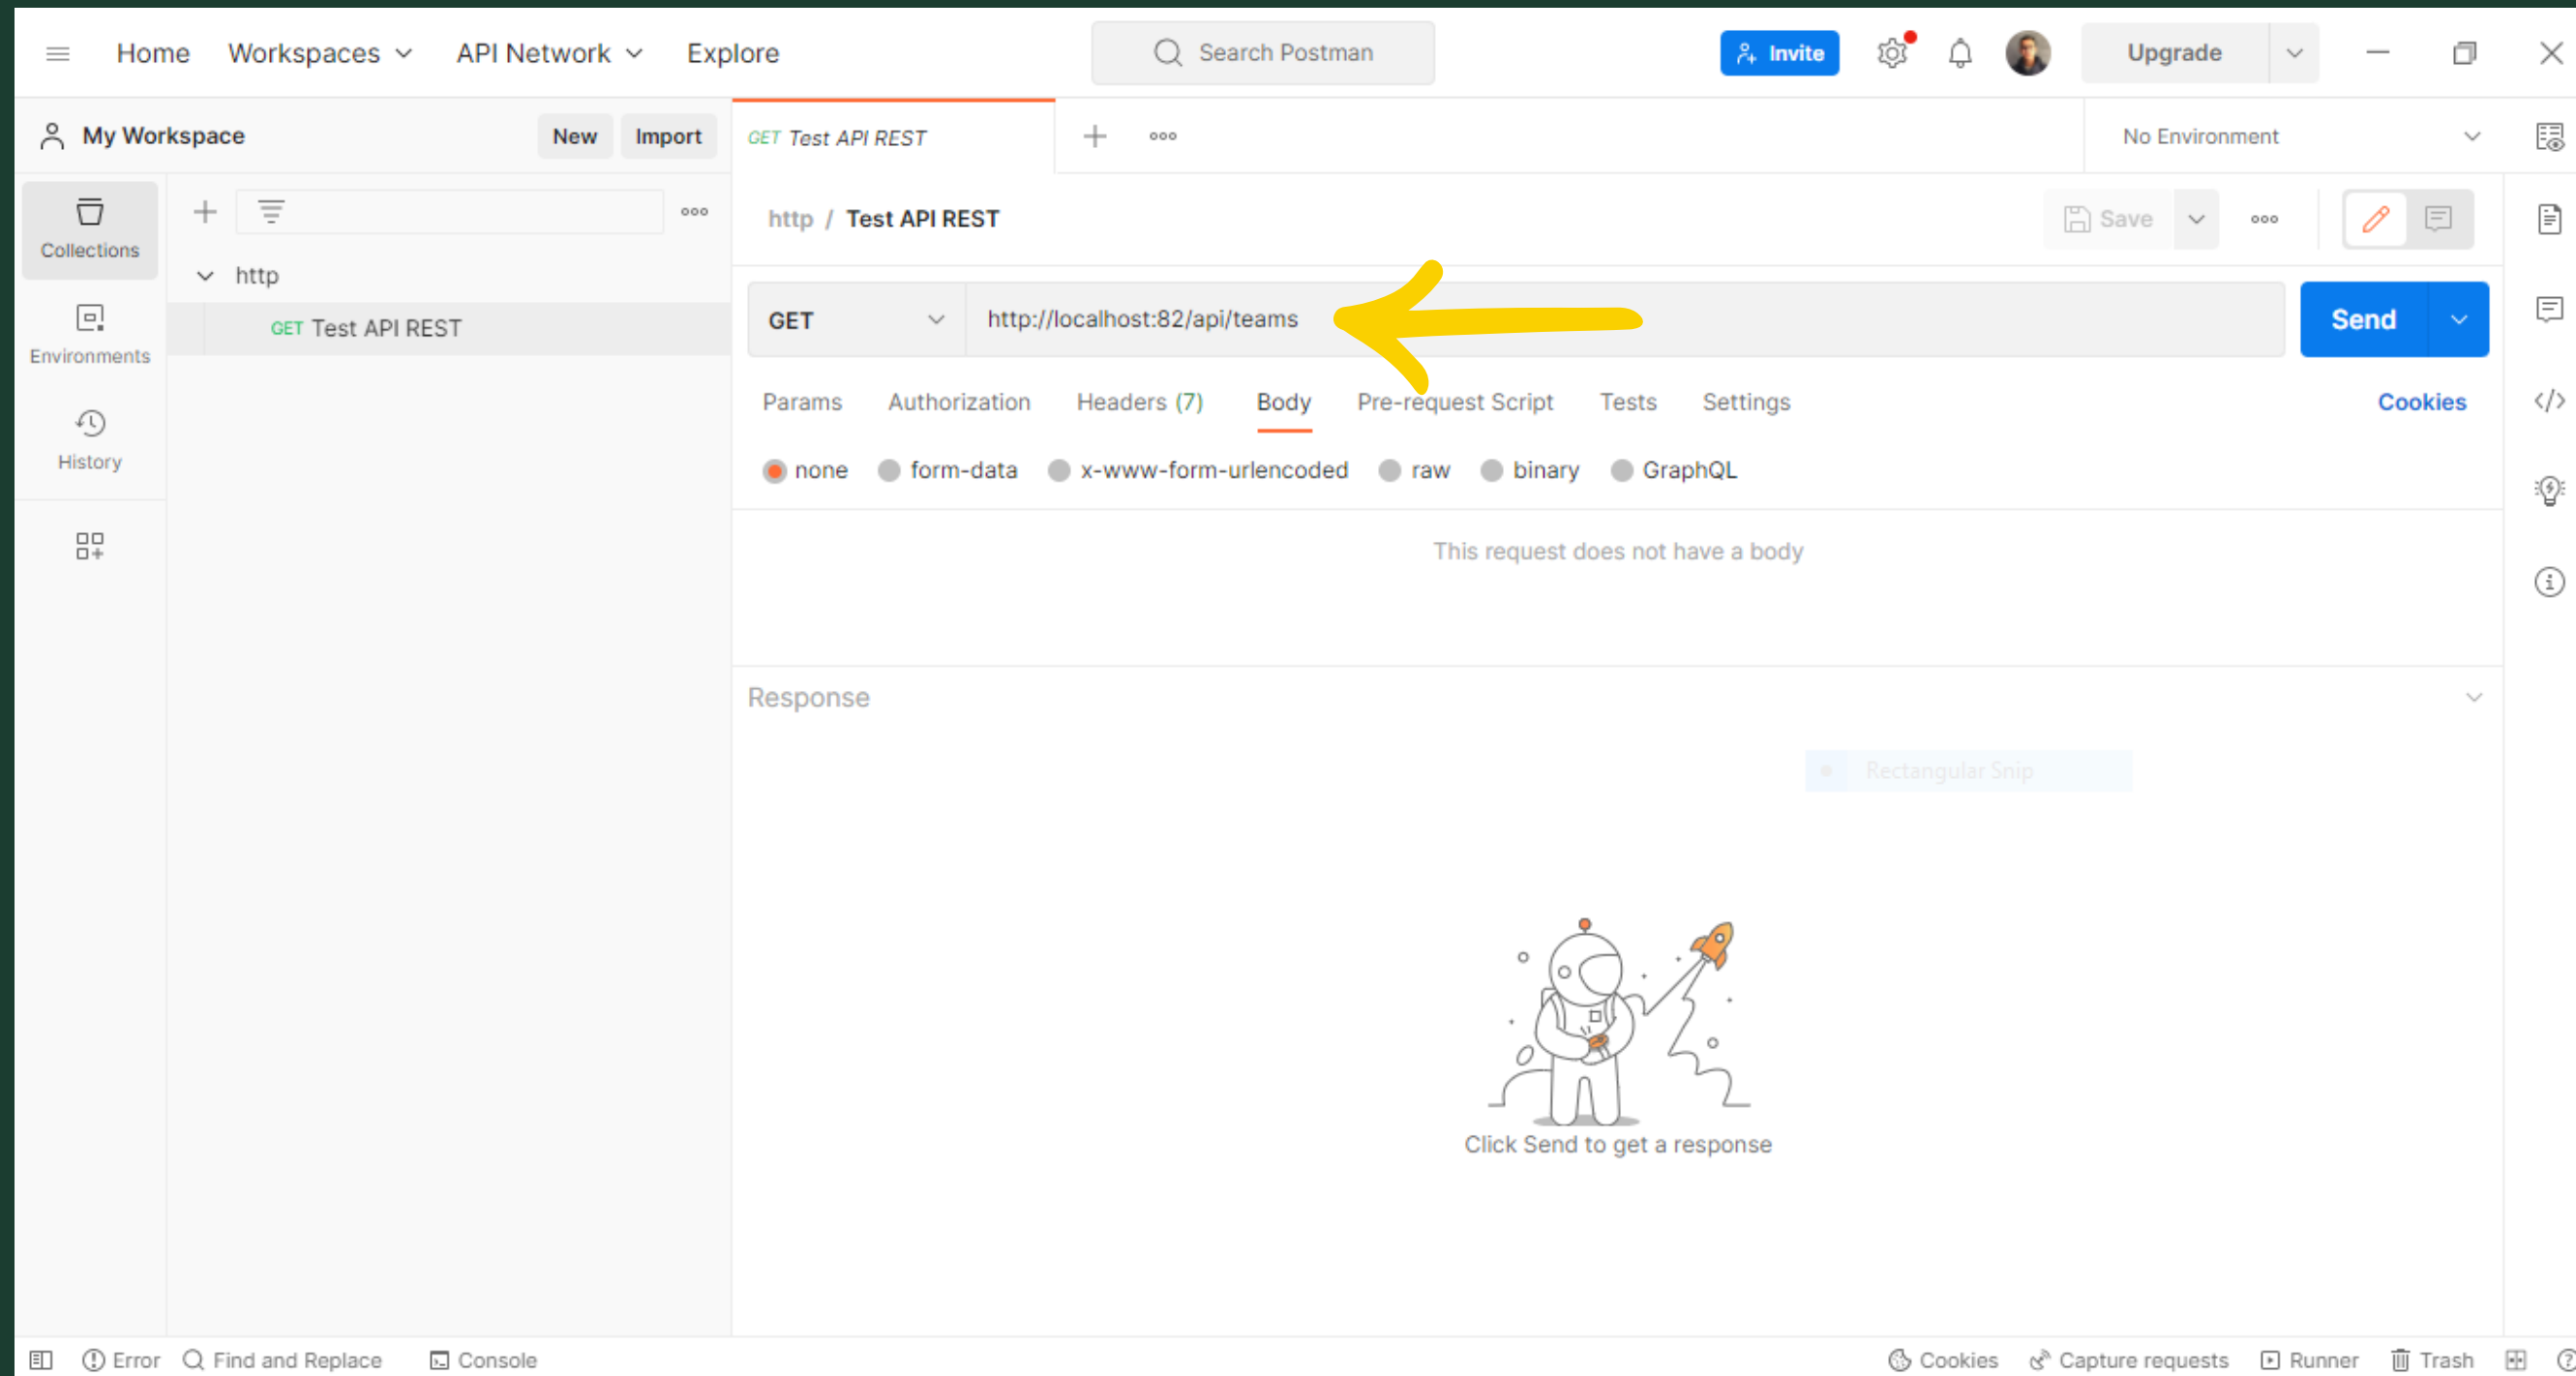 Home Workspaces API Network Explore Search Postman Invite Upgrade
My Workspace New Import GET Test API REST No Environment
Collections
http / Test API REST Save
http
GET Test API REST
GET http://localhost:82/api/teams Send
Environments
Params Authorization Headers (7) Body Pre-request Script Tests Settings Cookies
History
none form-data x-www-form-urlencoded raw binary GraphQL
This request does not have a body
Response
Rectangular Snip
Click Send to get a response
Error Find and Replace Console Cookies Capture requests Runner Trash